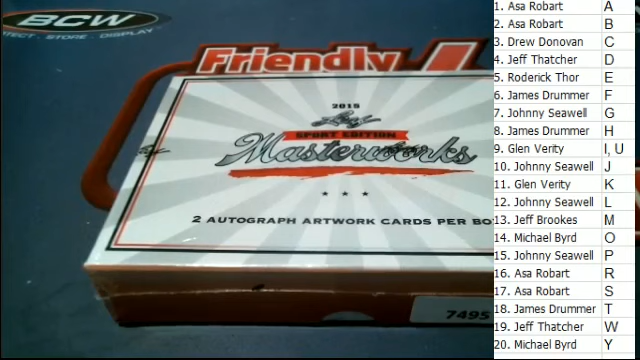 BCW
PROTECT - STORE - DISPLAY
Friendly
2015
Leaf
SPORT EDITION
Masterworks
2 AUTOGRAPH ARTWORK CARDS PER BO
7495
1. Asa Robart A
2. Asa Robart B
3. Drew Donovan C
4. Jeff Thatcher D
5. Roderick Thor E
6. James Drummer F
7. Johnny Seawell G
8. James Drummer H
9. Glen Verity I, U
10. Johnny Seawell J
11. Glen Verity K
12. Johnny Seawell L
13. Jeff Brookes M
14. Michael Byrd O
15. Johnny Seawell P
16. Asa Robart R
17. Asa Robart S
18. James Drummer T
19. Jeff Thatcher W
20. Michael Byrd Y